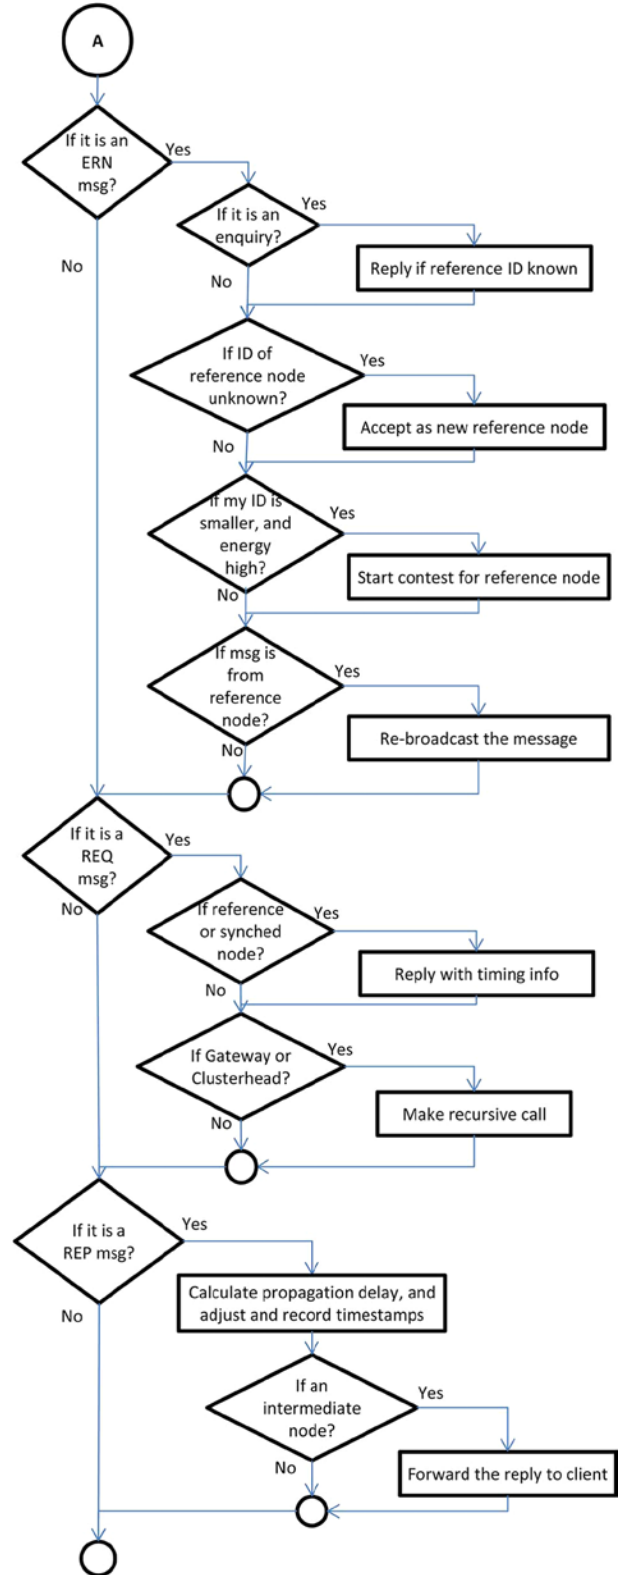 A
If it is an
ERN
msg?
Yes
No
If it is an
enquiry?
Yes
Reply if reference ID known
No
If ID of
reference node
unknown?
Yes
Accept as new reference node
No
If my ID is
smaller, and
energy
high?
Yes
Start contest for reference node
No
If msg is
from
reference
node?
Yes
Re-broadcast the message
No
If it is a
REQ
msg?
Yes
No
If reference
or synched
node?
Yes
Reply with timing info
No
If Gateway or
Clusterhead?
Yes
Make recursive call
No
If it is a
REP msg?
Yes
Calculate propagation delay, and
adjust and record timestamps
No
If an
intermediate
node?
Yes
Forward the reply to client
No